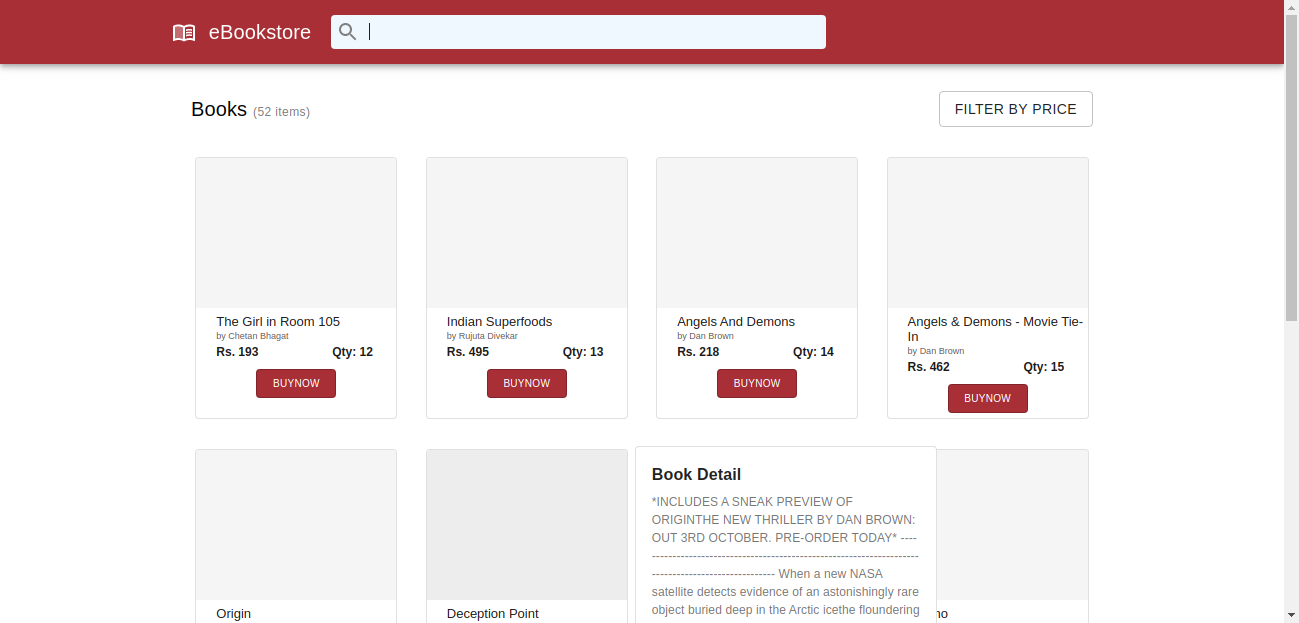 eBookstore
Books (52 items)
FILTER BY PRICE
The Girl in Room 105
by Chetan Bhagat
Rs. 193 Qty: 12
BUYNOW
Indian Superfoods
by Rujuta Divekar
Rs. 495 Qty: 13
BUYNOW
Angels And Demons
by Dan Brown
Rs. 218 Qty: 14
BUYNOW
Angels & Demons - Movie Tie-
In
by Dan Brown
Rs. 462 Qty: 15
BUYNOW
Origin
Deception Point
Book Detail
*INCLUDES A SNEAK PREVIEW OF
ORIGINTHE NEW THRILLER BY DAN BROWN:
OUT 3RD OCTOBER. PRE-ORDER TODAY* ----
-----------------------------------------------------------------
------------------------------ When a new NASA
satellite detects evidence of an astonishingly rare
object buried deep in the Arctic icethe floundering